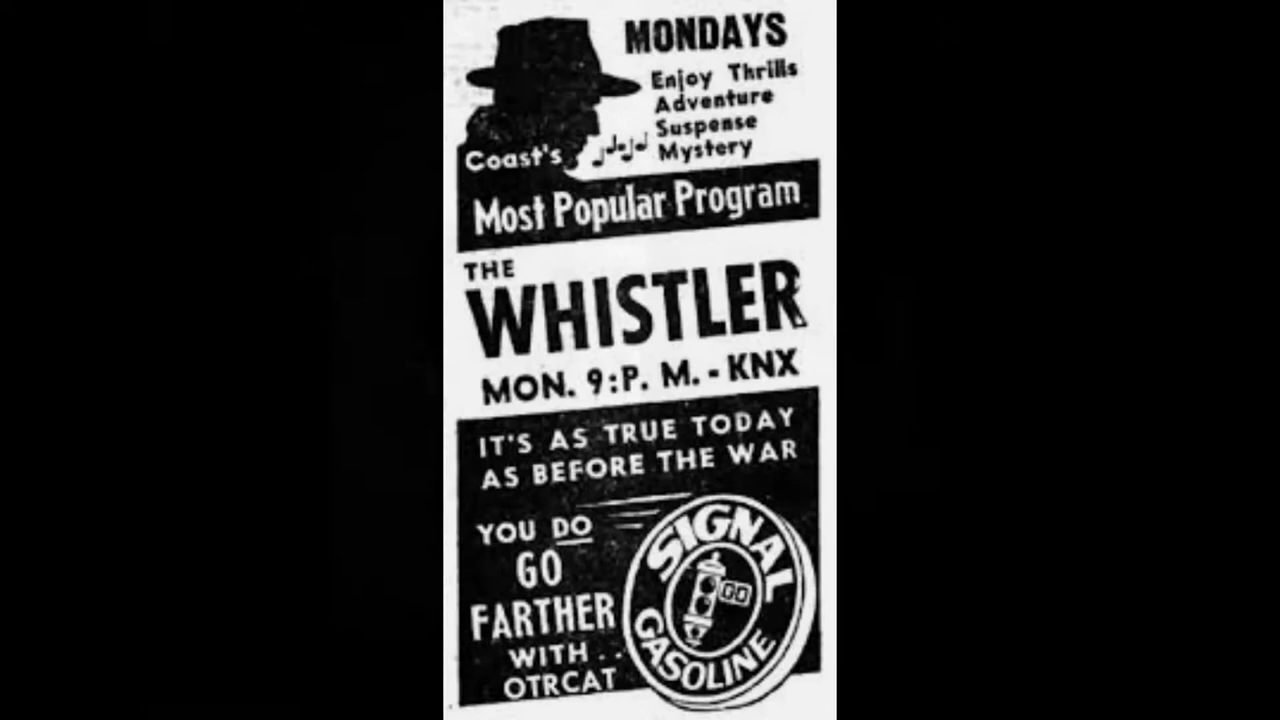 MONDAYS
Enjoy Thrills
Adventure
Suspense
Mystery
Coast's
Most Popular Program
THE
WHISTLER
MON. 9:P. M. - KNX
IT'S AS TRUE TODAY
AS BEFORE THE WAR
YOU DO
GO
FARTHER
WITH . .
OTRCAT
SIGNAL
GO
GASOLINE